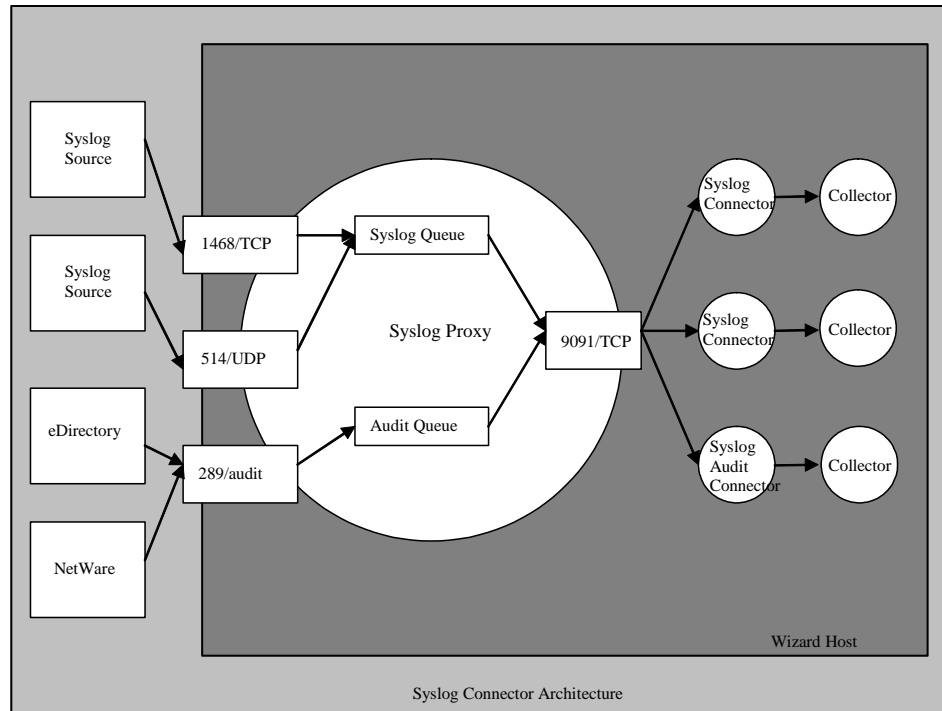 Syslog
Source
Syslog
Source
eDirectory
NetWare
1468/TCP
514/UDP
289/audit
Syslog Queue
Syslog Proxy
Audit Queue
9091/TCP
Syslog
Connector
Collector
Syslog
Connector
Collector
Syslog
Audit
Connector
Collector
Wizard Host
Syslog Connector Architecture